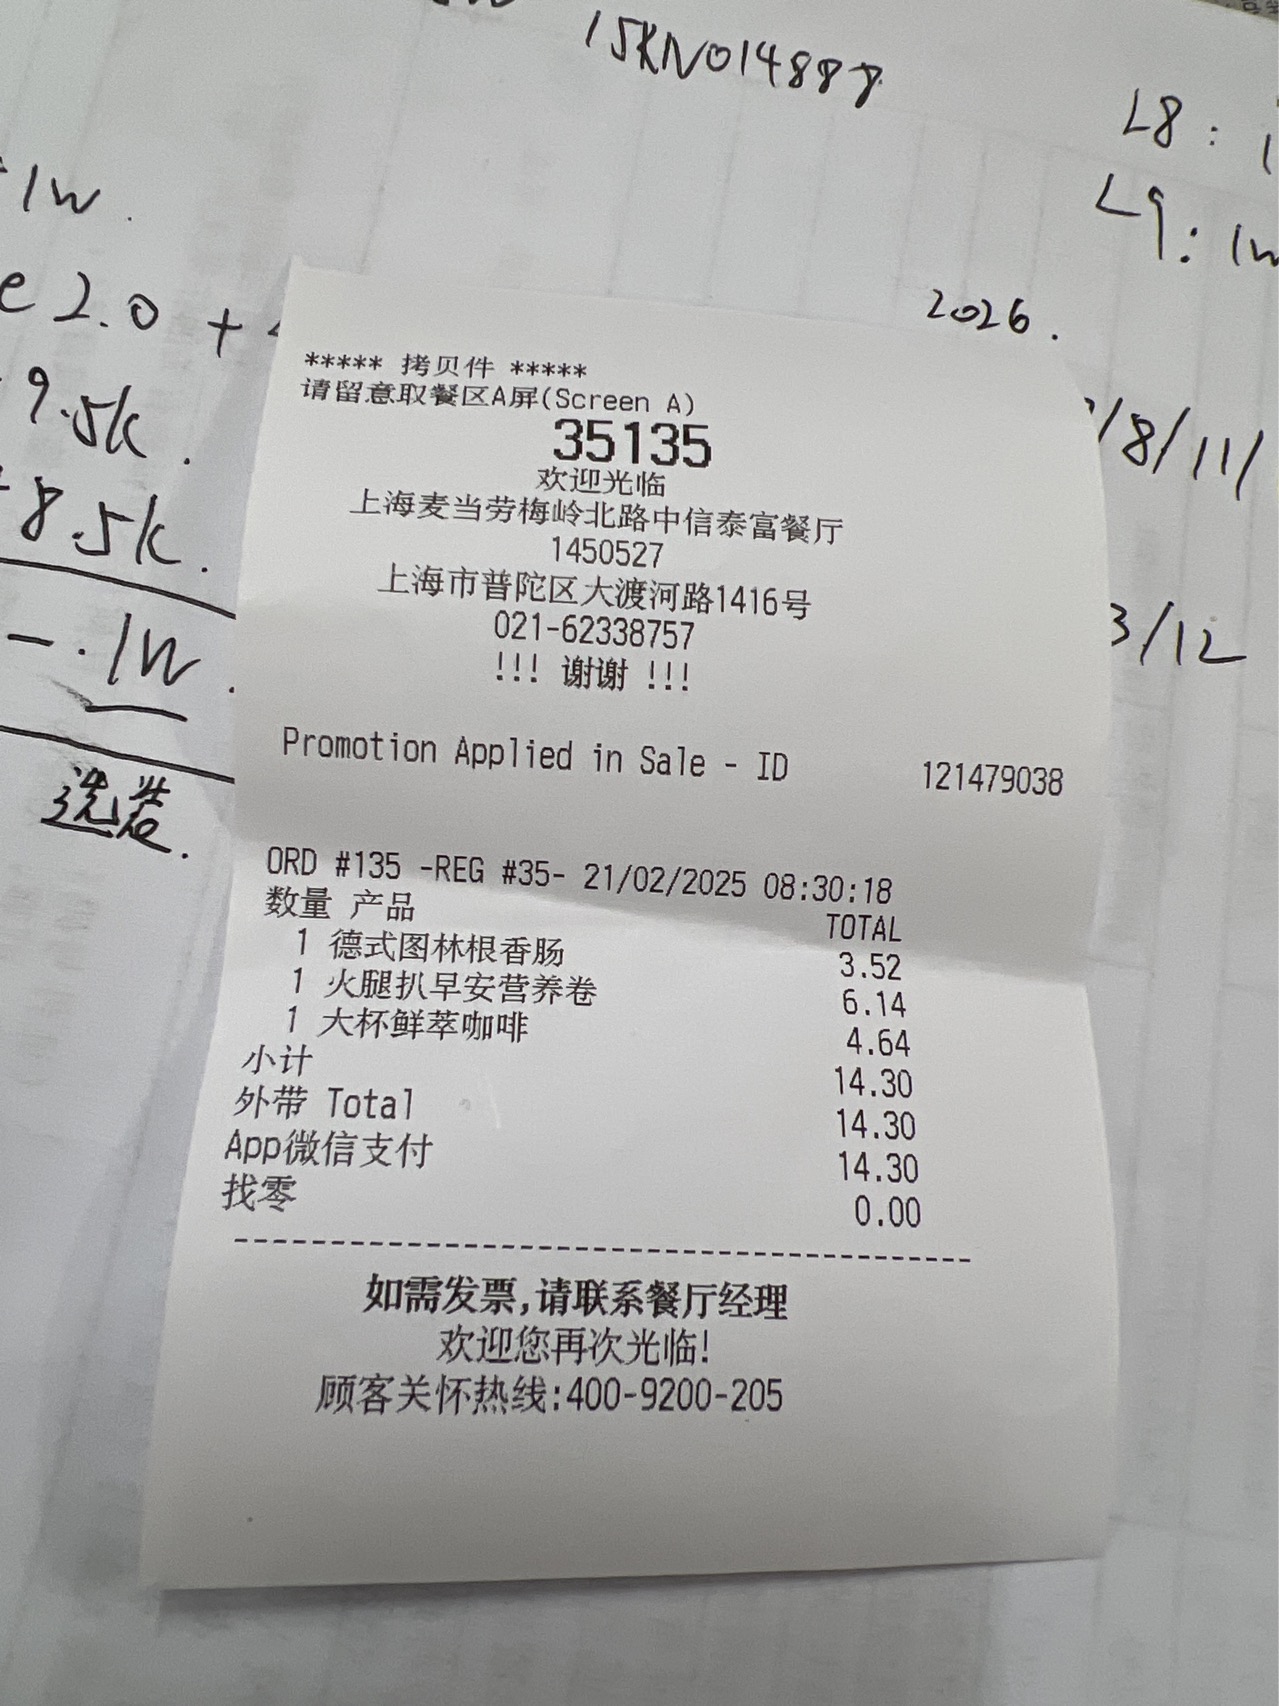 15KN014888
L8:
L9: 1w
1w.
e 2.0 +
9.5k.
8.5k.
-.1W.
选装.
2026.
/8/11/
3/12
***** 拷贝件 *****
请留意取餐区A屏(Screen A)
35135
欢迎光临
上海麦当劳梅岭北路中信泰富餐厅
1450527
上海市普陀区大渡河路1416号
021-62338757
!!! 谢谢 !!!
Promotion Applied in Sale - ID 121479038
ORD #135 -REG #35- 21/02/2025 08:30:18
数量 产品 TOTAL
1 德式图林根香肠 3.52
1 火腿扒早安营养卷 6.14
1 大杯鲜萃咖啡 4.64
小计 14.30
外带 Total 14.30
App微信支付 14.30
找零 0.00
如需发票,请联系餐厅经理
欢迎您再次光临!
顾客关怀热线:400-9200-205